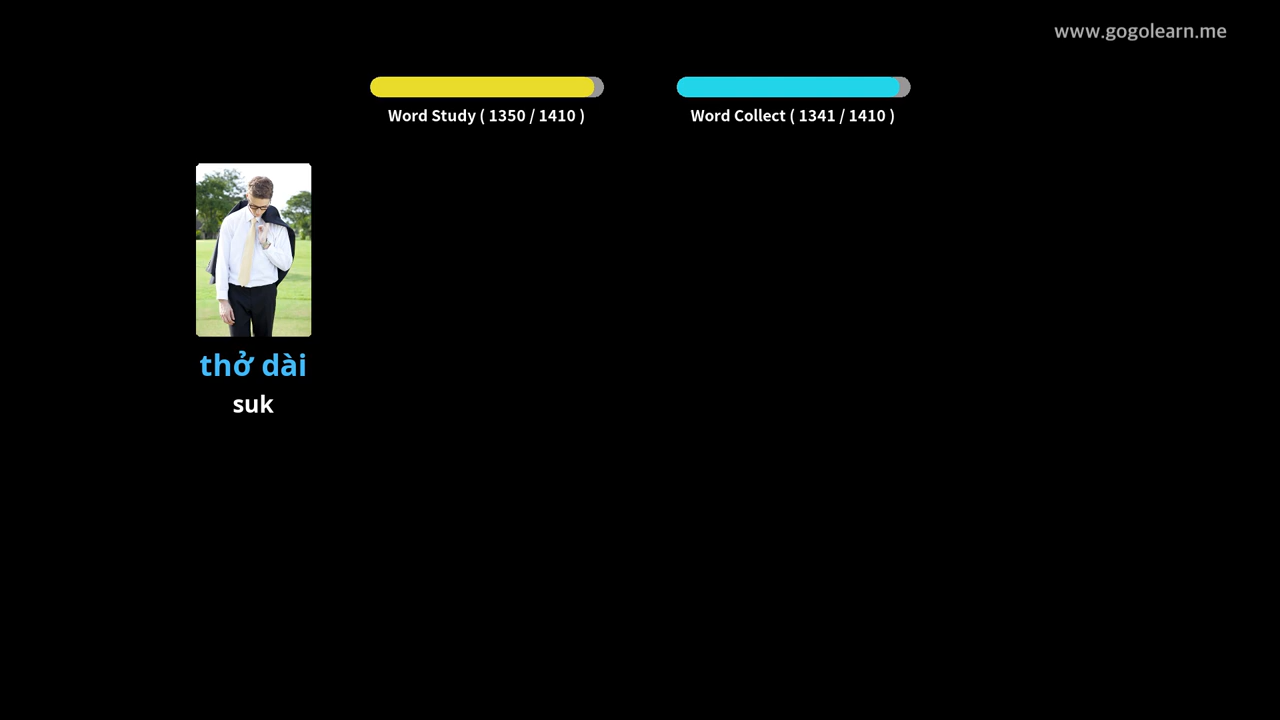 www.gogolearn.me
Word Study ( 1350 / 1410 )
Word Collect ( 1341 / 1410 )
thở dài
suk